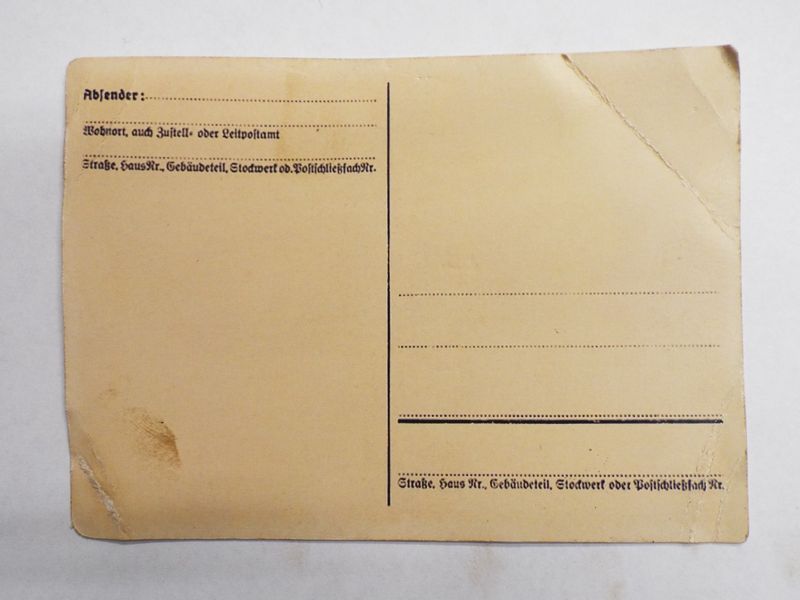 Absender:
Wohnort, auch Zustell- oder Leitpostamt
Straße, HausNr., Gebäudeteil, Stockwerk od. PostschließfachNr.
Straße, Haus Nr., Gebäudeteil, Stockwerk oder Postschließfach Nr.